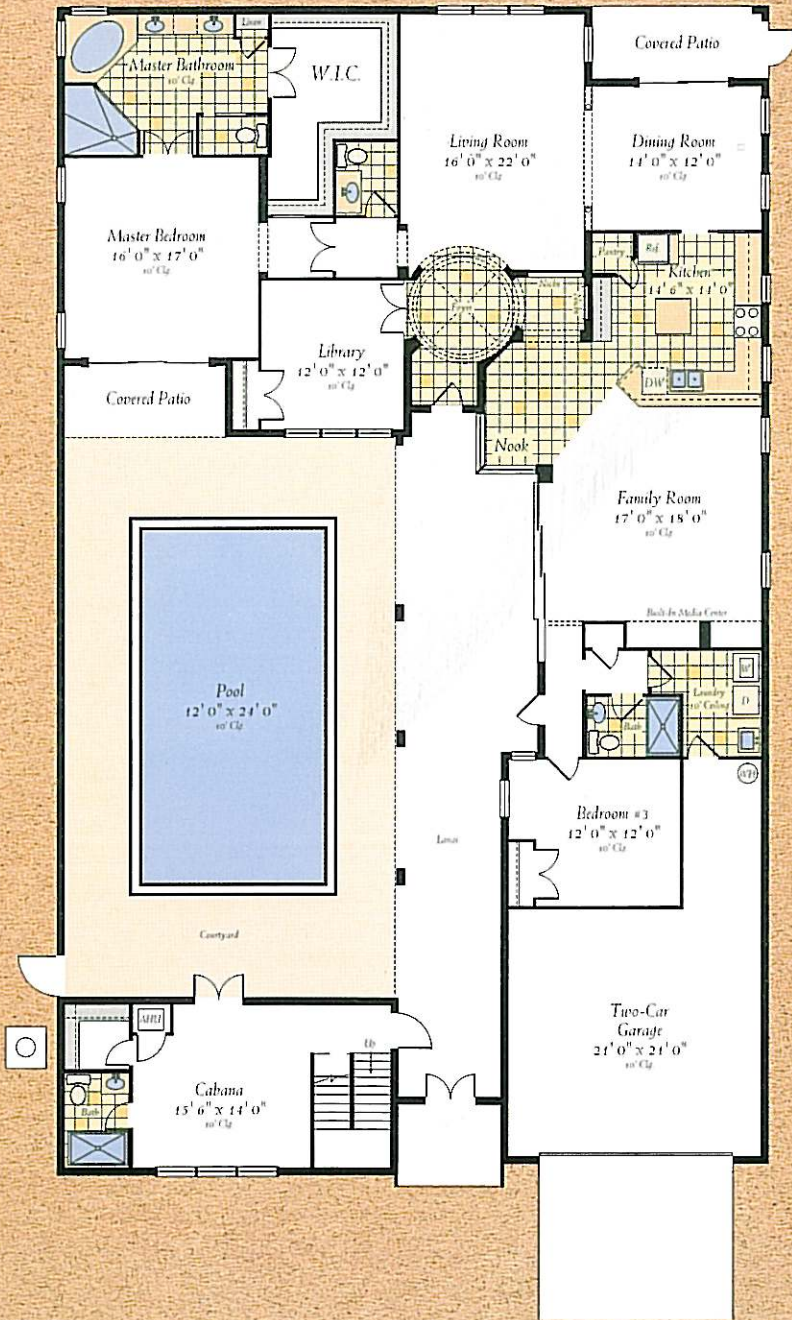 Linen
Master Bathroom
10' Clg
W.I.C.
Covered Patio
Living Room
16' 0" x 22' 0"
10' Clg
Dining Room
14' 0" x 12' 0"
10' Clg
Master Bedroom
16' 0" x 17' 0"
10' Clg
Pantry
Ref.
Kitchen
14' 6" x 14' 0"
Niche
Foyer
Library
12' 0" x 12' 0"
10' Clg
DW
Covered Patio
Nook
Family Room
17' 0" x 18' 0"
10' Clg
Built-In Media Center
W
Laundry
10' Ceiling
D
Bath
Pool
12' 0" x 24' 0"
10' Clg
WH
Bedroom #3
12' 0" x 12' 0"
10' Clg
Lanai
Courtyard
AHU
Up
Two-Car
Garage
21' 0" x 21' 0"
10' Clg
Cabana
15' 6" x 14' 0"
10' Clg
Bath